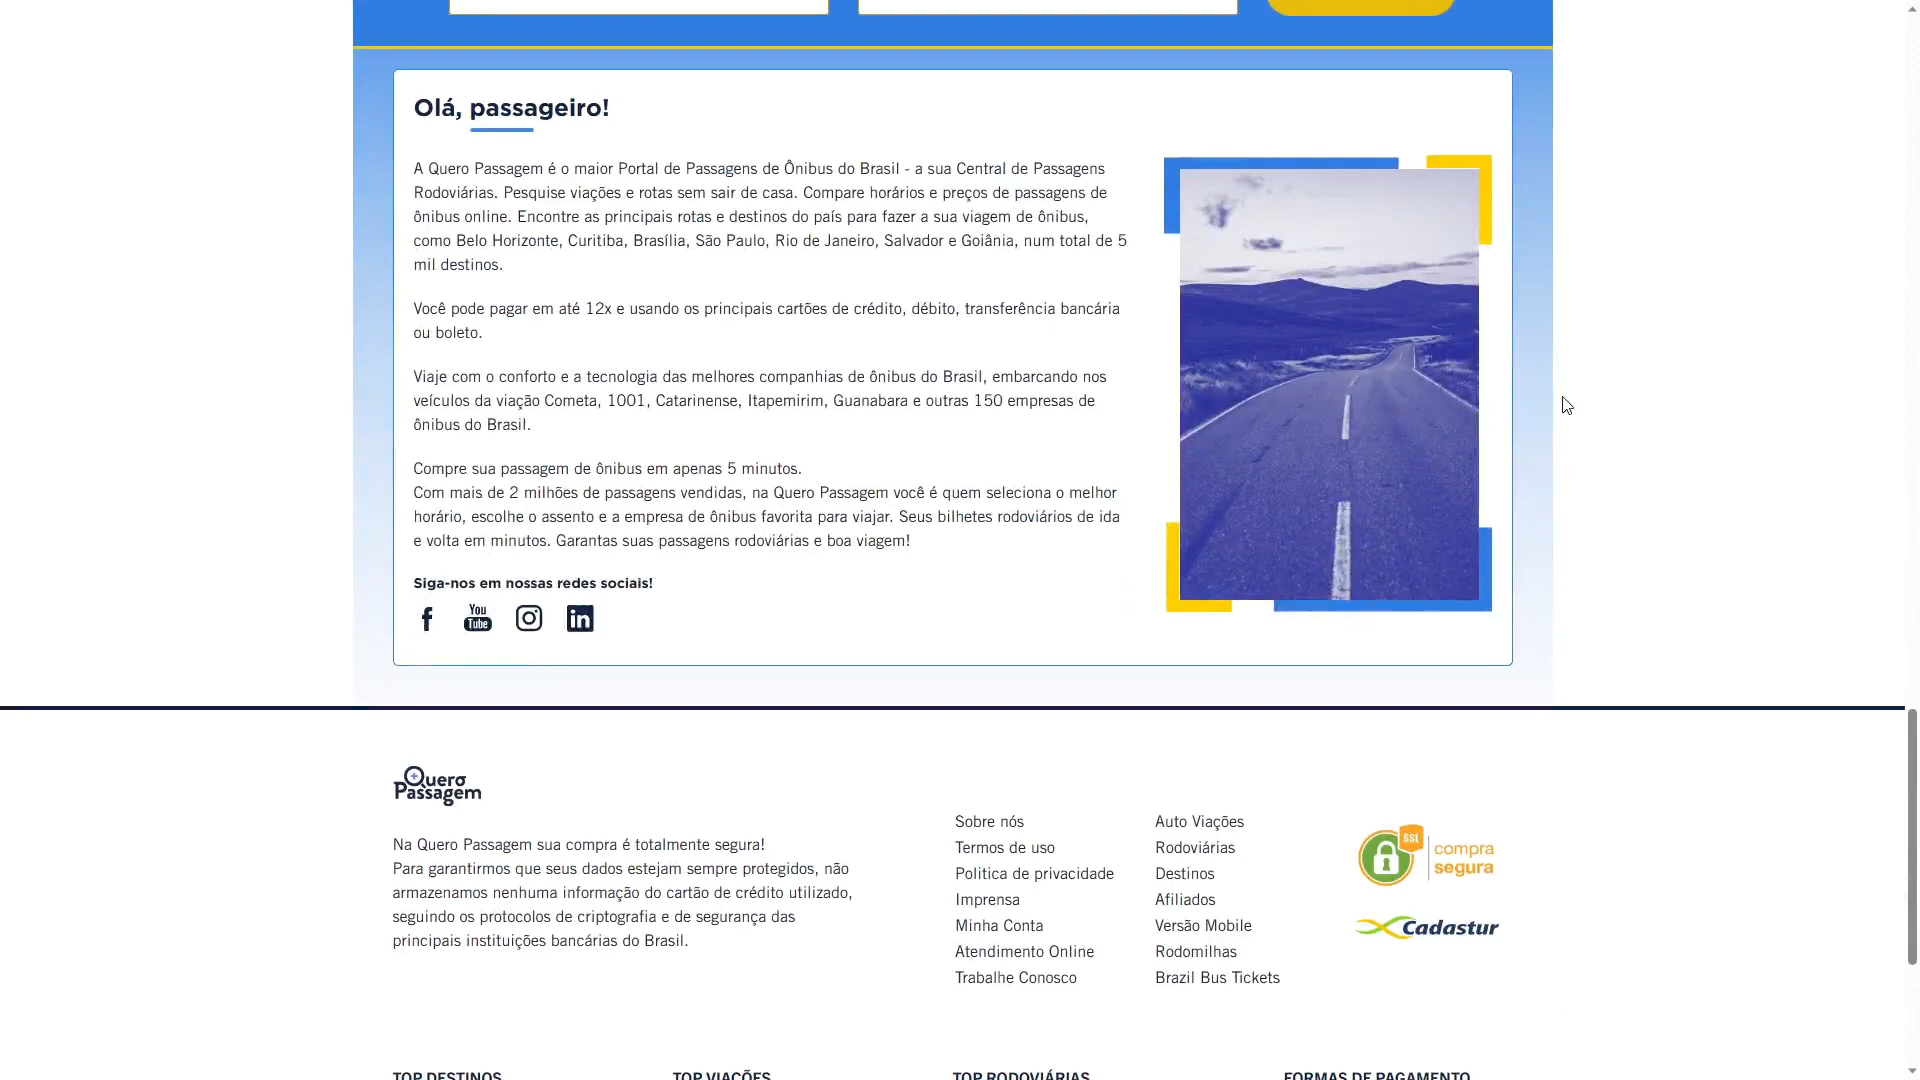 Olá, passageiro!
A Quero Passagem é o maior Portal de Passagens de Ônibus do Brasil - a sua Central de Passagens
Rodoviárias. Pesquise viações e rotas sem sair de casa. Compare horários e preços de passagens de
ônibus online. Encontre as principais rotas e destinos do país para fazer a sua viagem de ônibus,
como Belo Horizonte, Curitiba, Brasília, São Paulo, Rio de Janeiro, Salvador e Goiânia, num total de 5
mil destinos.
Você pode pagar em até 12x e usando os principais cartões de crédito, débito, transferência bancária
ou boleto.
Viaje com o conforto e a tecnologia das melhores companhias de ônibus do Brasil, embarcando nos
veículos da viação Cometa, 1001, Catarinense, Itapemirim, Guanabara e outras 150 empresas de
ônibus do Brasil.
Compre sua passagem de ônibus em apenas 5 minutos.
Com mais de 2 milhões de passagens vendidas, na Quero Passagem você é quem seleciona o melhor
horário, escolhe o assento e a empresa de ônibus favorita para viajar. Seus bilhetes rodoviários de ida
e volta em minutos. Garantas suas passagens rodoviárias e boa viagem!
Siga-nos em nossas redes sociais!
You
Tube
in
Quero
Passagem
Na Quero Passagem sua compra é totalmente segura!
Para garantirmos que seus dados estejam sempre protegidos, não
armazenamos nenhuma informação do cartão de crédito utilizado,
seguindo os protocolos de criptografia e de segurança das
principais instituições bancárias do Brasil.
Sobre nós
Termos de uso
Politica de privacidade
Imprensa
Minha Conta
Atendimento Online
Trabalhe Conosco
Auto Viações
Rodoviárias
Destinos
Afiliados
Versão Mobile
Rodomilhas
Brazil Bus Tickets
SSL
compra
segura
Cadastur
TOP DESTINOS
TOP VIAÇÕES
TOP RODOVIÁRIAS
FORMAS DE PAGAMENTO